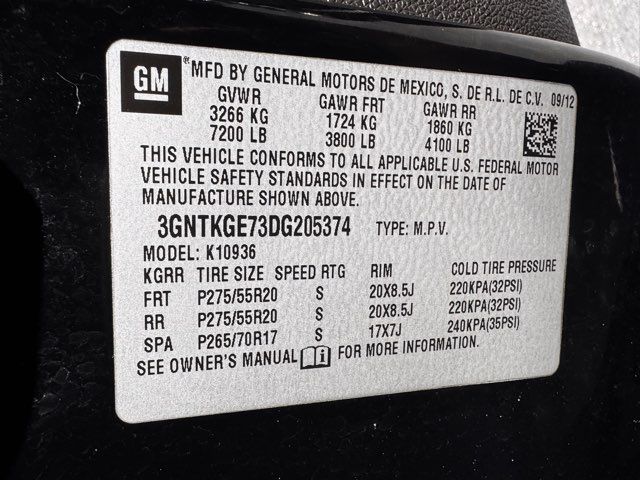 GM ® MFD BY GENERAL MOTORS DE MEXICO, S. DE R.L. DE C.V. 09/12
GVWR GAWR FRT GAWR RR
3266 KG 1724 KG 1860 KG
7200 LB 3800 LB 4100 LB
THIS VEHICLE CONFORMS TO ALL APPLICABLE U.S. FEDERAL MOTOR
VEHICLE SAFETY STANDARDS IN EFFECT ON THE DATE OF
MANUFACTURE SHOWN ABOVE.
3GNTKGE73DG205374 TYPE: M.P.V.
MODEL: K10936
KGRR TIRE SIZE SPEED RTG RIM COLD TIRE PRESSURE
FRT P275/55R20 S 20X8.5J 220KPA(32PSI)
RR P275/55R20 S 20X8.5J 220KPA(32PSI)
SPA P265/70R17 S 17X7J 240KPA(35PSI)
SEE OWNER'S MANUAL FOR MORE INFORMATION.